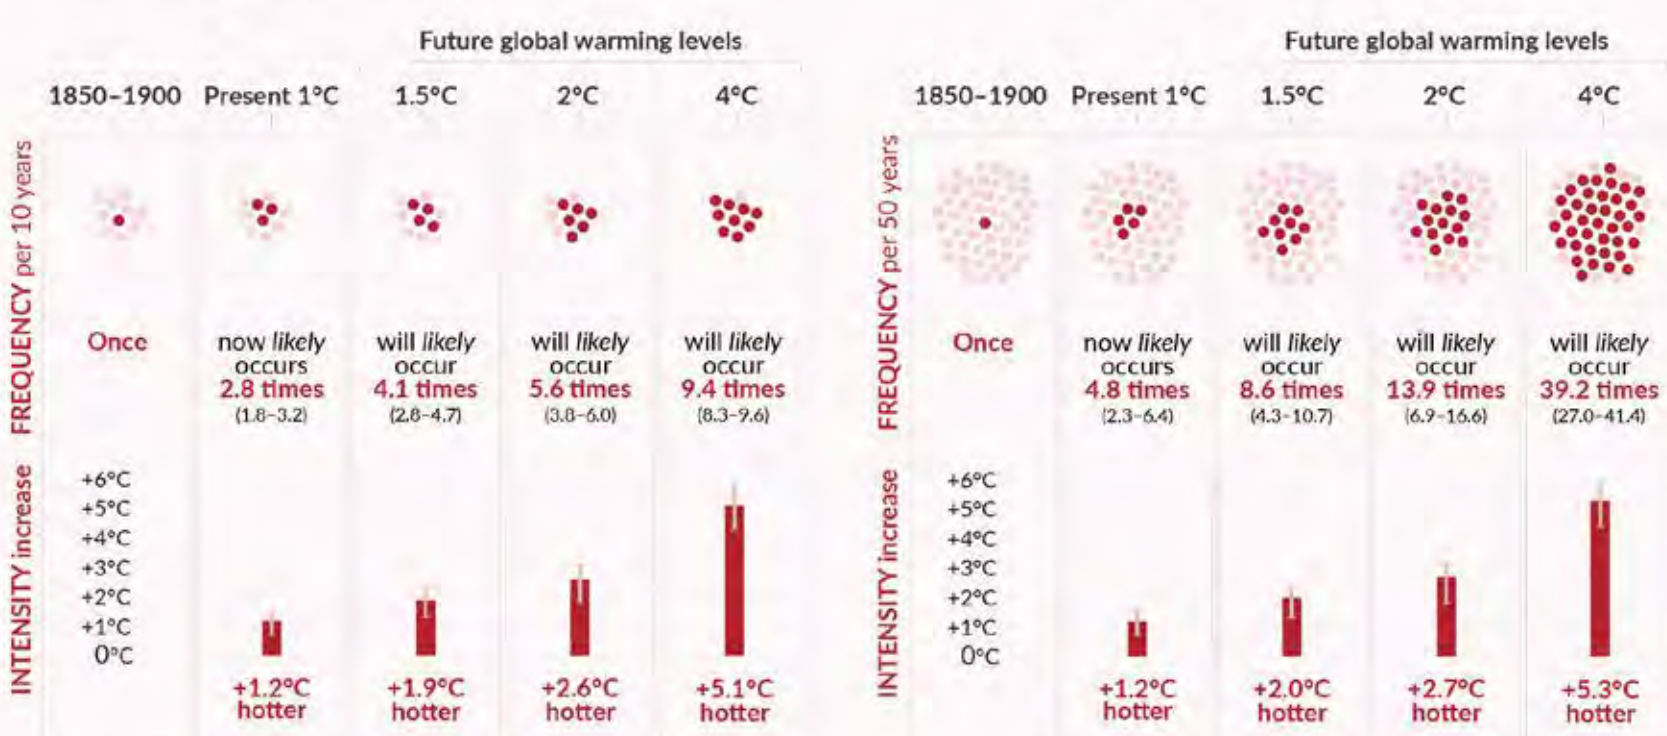 Future global warming levels
1850–1900 Present 1°C 1.5°C 2°C 4°C
FREQUENCY per 10 years
Once
now likely occurs 2.8 times (1.8–3.2)
will likely occur 4.1 times (2.8–4.7)
will likely occur 5.6 times (3.8–6.0)
will likely occur 9.4 times (8.3–9.6)
INTENSITY increase
+6°C
+5°C
+4°C
+3°C
+2°C
+1°C
0°C
+1.2°C hotter
+1.9°C hotter
+2.6°C hotter
+5.1°C hotter
Future global warming levels
1850–1900 Present 1°C 1.5°C 2°C 4°C
FREQUENCY per 50 years
Once
now likely occurs 4.8 times (2.3–6.4)
will likely occur 8.6 times (4.3–10.7)
will likely occur 13.9 times (6.9–16.6)
will likely occur 39.2 times (27.0–41.4)
INTENSITY increase
+6°C
+5°C
+4°C
+3°C
+2°C
+1°C
0°C
+1.2°C hotter
+2.0°C hotter
+2.7°C hotter
+5.3°C hotter